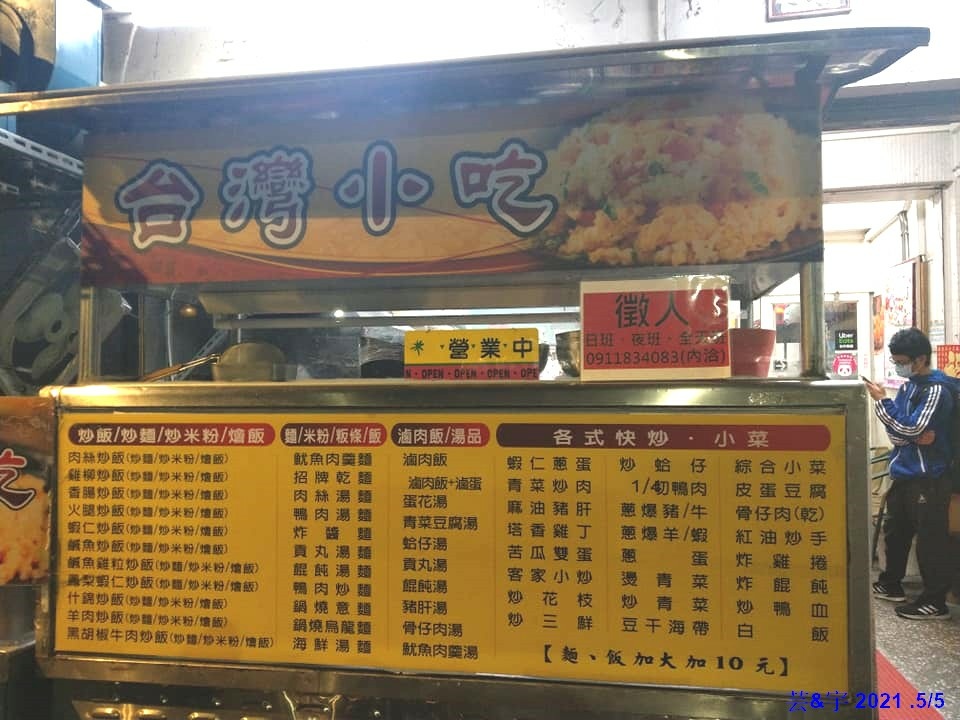 台灣小吃
徵人
日班·夜班·全天班
0911834083(內洽)
營業中
OPEN · OPEN · OPEN · OPE
Uber
Eats
吃
炒飯/炒麵/炒米粉/燴飯
肉絲炒飯(炒麵/炒米粉/燴飯)
雞柳炒飯(炒麵/炒米粉/燴飯)
香腸炒飯(炒麵/炒米粉/燴飯)
火腿炒飯(炒麵/炒米粉/燴飯)
蝦仁炒飯(炒麵/炒米粉/燴飯)
鹹魚炒飯(炒麵/炒米粉/燴飯)
鹹魚雞粒炒飯(炒麵/炒米粉/燴飯)
鳳梨蝦仁炒飯(炒麵/炒米粉/燴飯)
什錦炒飯(炒麵/炒米粉/燴飯)
羊肉炒飯(炒麵/炒米粉/燴飯)
黑胡椒牛肉炒飯(炒麵/炒米粉/燴飯)
麵/米粉/粄條/飯
魷魚肉羹麵
招牌乾麵
肉絲湯麵
鴨肉湯麵
炸醬麵
貢丸湯麵
餛飩湯麵
鴨肉炒麵
鍋燒意麵
鍋燒烏龍麵
海鮮湯麵
滷肉飯/湯品
滷肉飯
滷肉飯+滷蛋
蛋花湯
青菜豆腐湯
蛤仔湯
貢丸湯
餛飩湯
豬肝湯
骨仔肉湯
魷魚肉羹湯
各式快炒·小菜
蝦仁蔥蛋
青菜炒肉
麻油豬肝
塔香雞丁
苦瓜雙蛋
客家小炒
炒花枝
炒三鮮
炒蛤仔
1/4切鴨肉
蔥爆豬/牛
蔥爆羊/蝦
蔥蛋
燙青菜
炒青菜
豆干海帶
綜合小菜
皮蛋豆腐
骨仔肉(乾)
紅油炒手
炸雞捲
炸餛飩
炒鴨血
白飯
【麵、飯加大加10元】
芸&宇 2021 .5/5